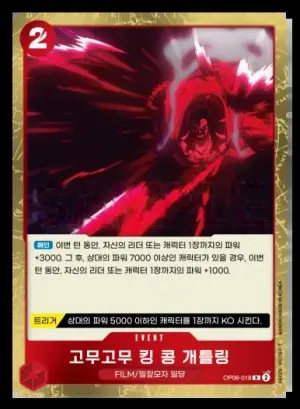 2
SAMPLE
메인 이번 턴 동안, 자신의 리더 또는 캐릭터 1장까지의 파워
+3000. 그 후, 상대의 파워 7000 이상인 캐릭터가 있을 경우, 이번
턴 동안, 자신의 리더 또는 캐릭터 1장까지의 파워 +1000.
트리거 상대의 파워 5000 이하인 캐릭터를 1장까지 KO 시킨다.
EVENT
고무고무 킹 콩 개틀링
FILM/밀짚모자 일당
OP06-018 R 2